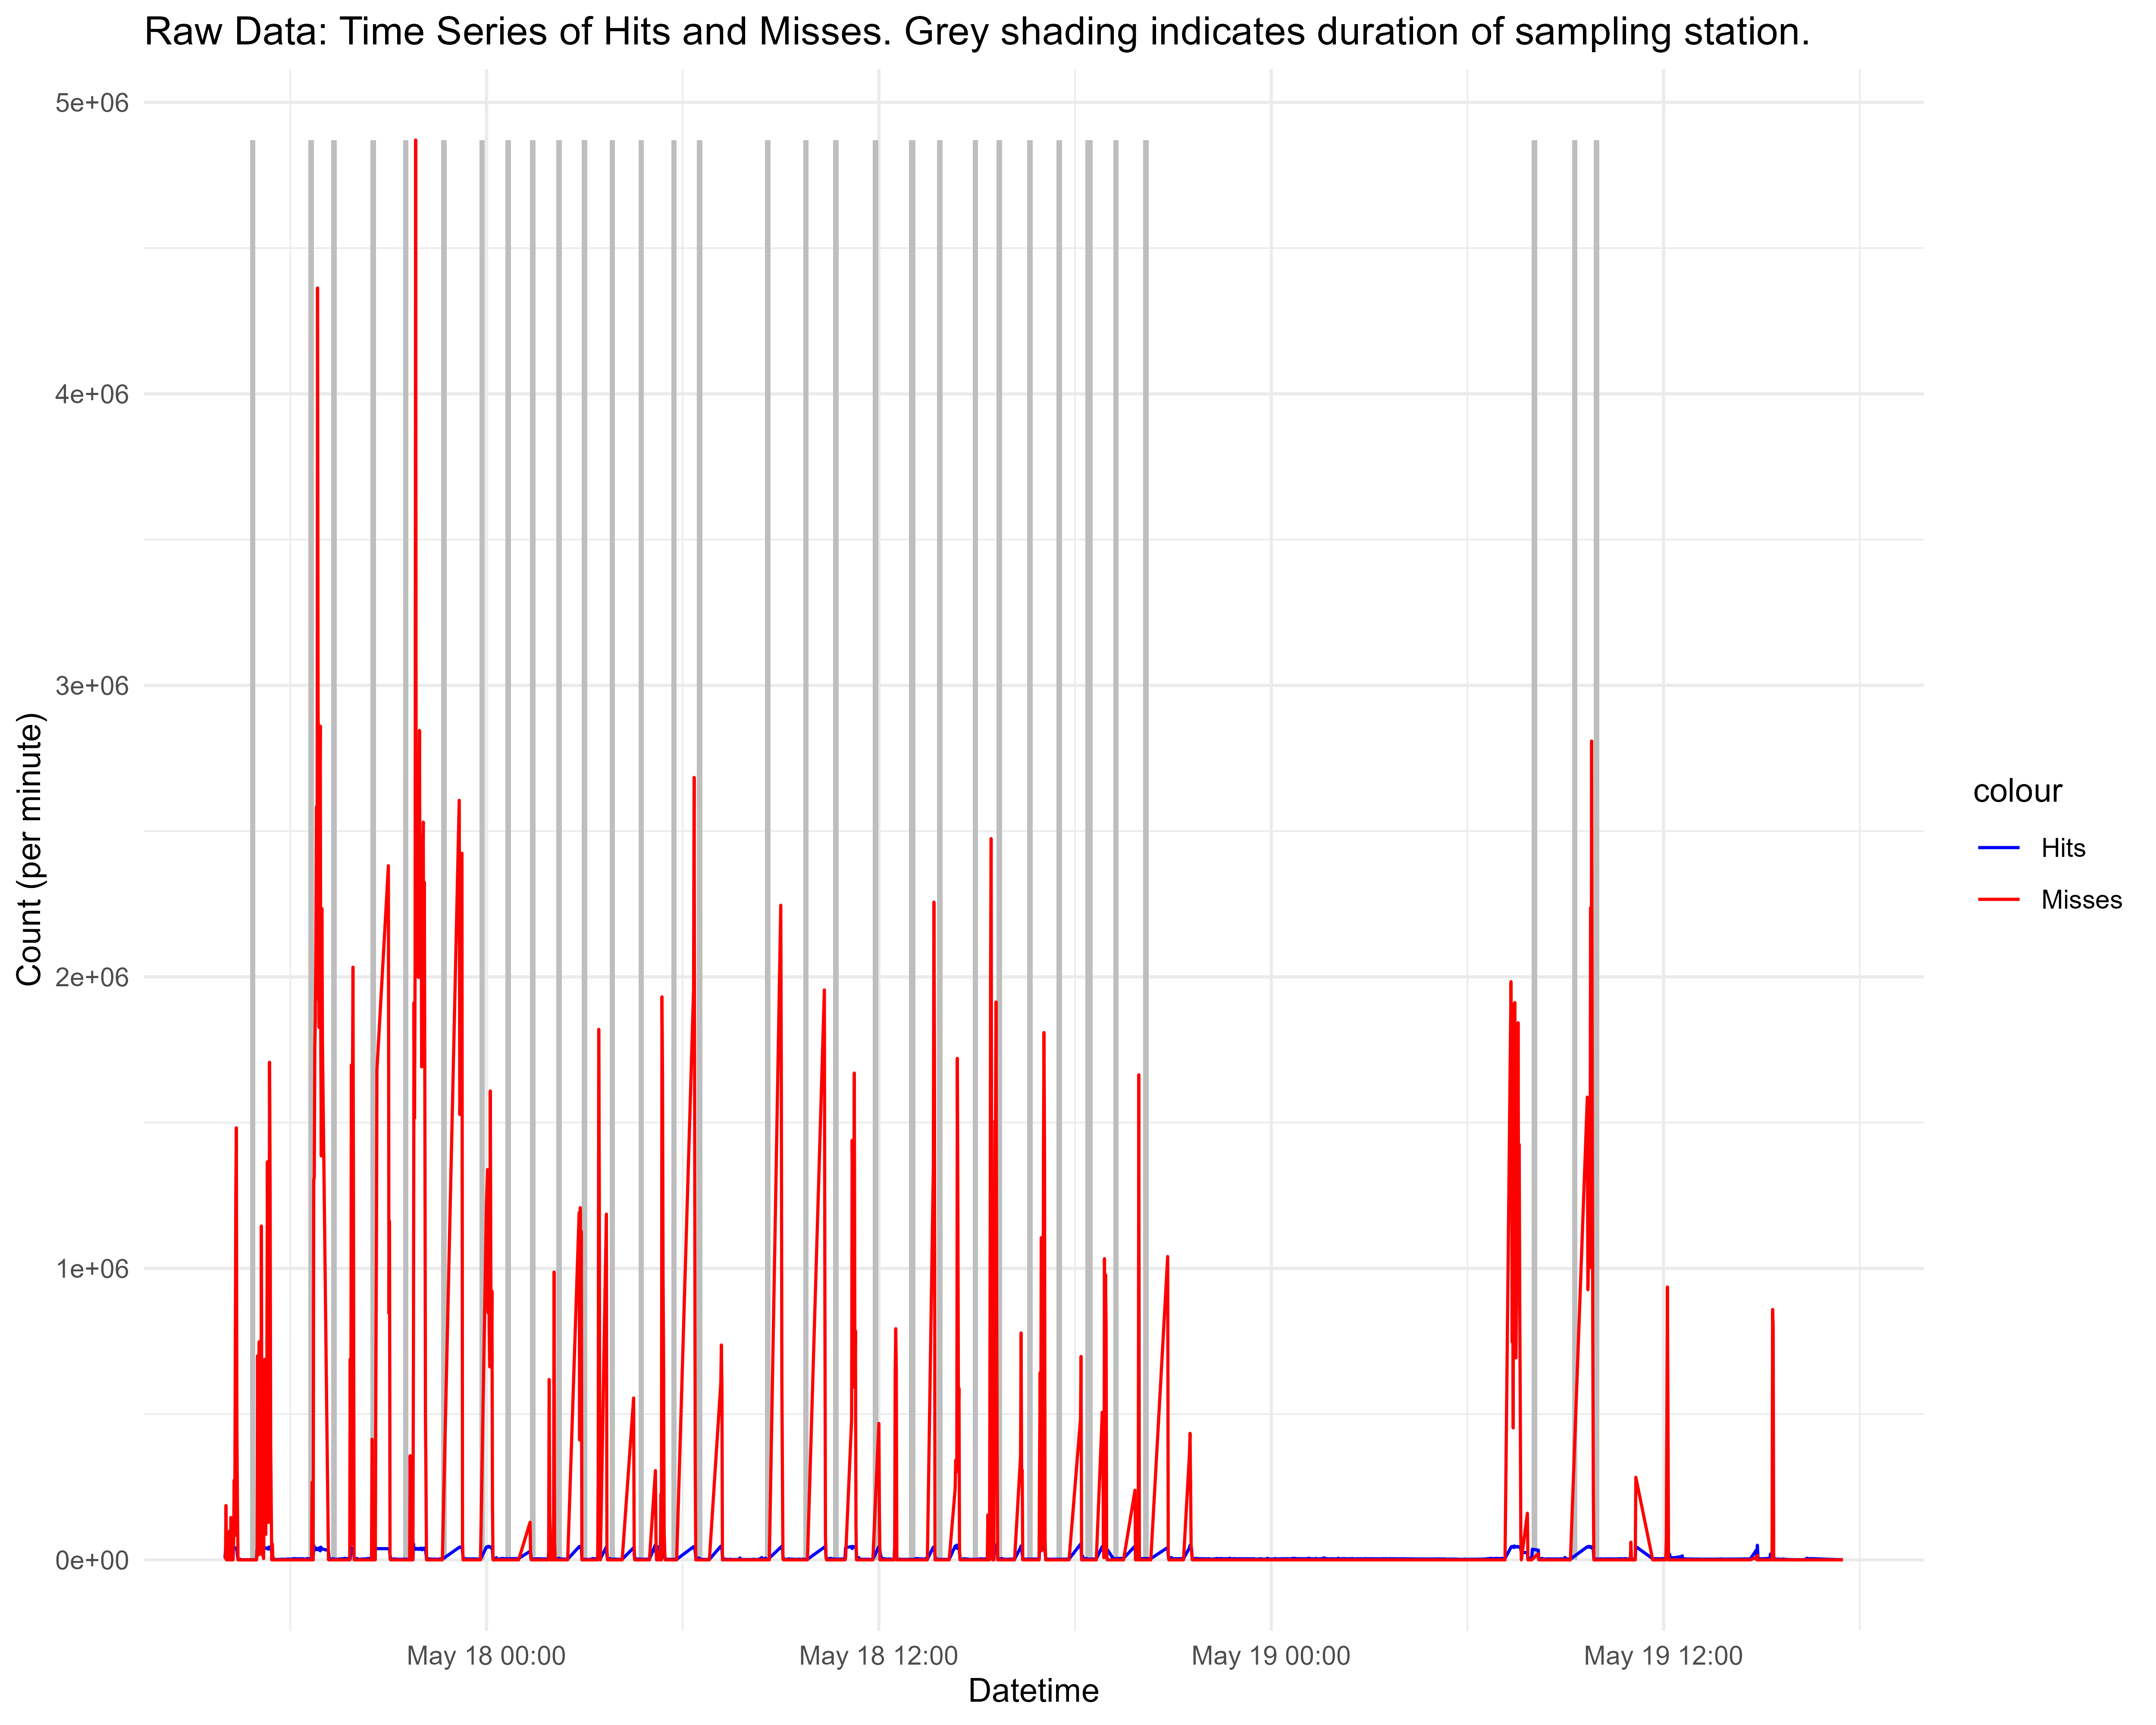 Raw Data: Time Series of Hits and Misses. Grey shading indicates duration of sampling station.
5e+06
4e+06
3e+06
2e+06
1e+06
0e+00
Count (per minute)
May 18 00:00
May 18 12:00
May 19 00:00
May 19 12:00
Datetime
colour
Hits
Misses